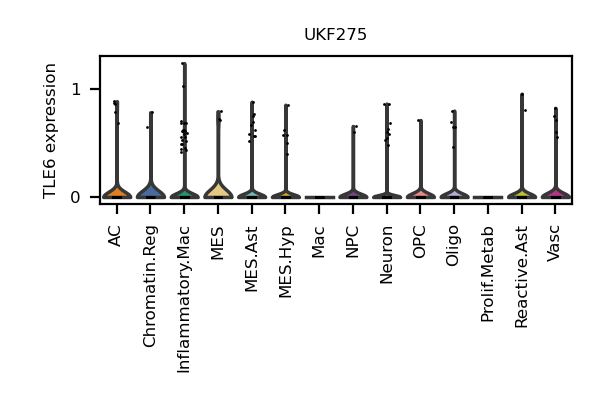 UKF275
TLE6 expression
1
0
AC
Chromatin.Reg
Inflammatory.Mac
MES
MES.Ast
MES.Hyp
Mac
NPC
Neuron
OPC
Oligo
Prolif.Metab
Reactive.Ast
Vasc